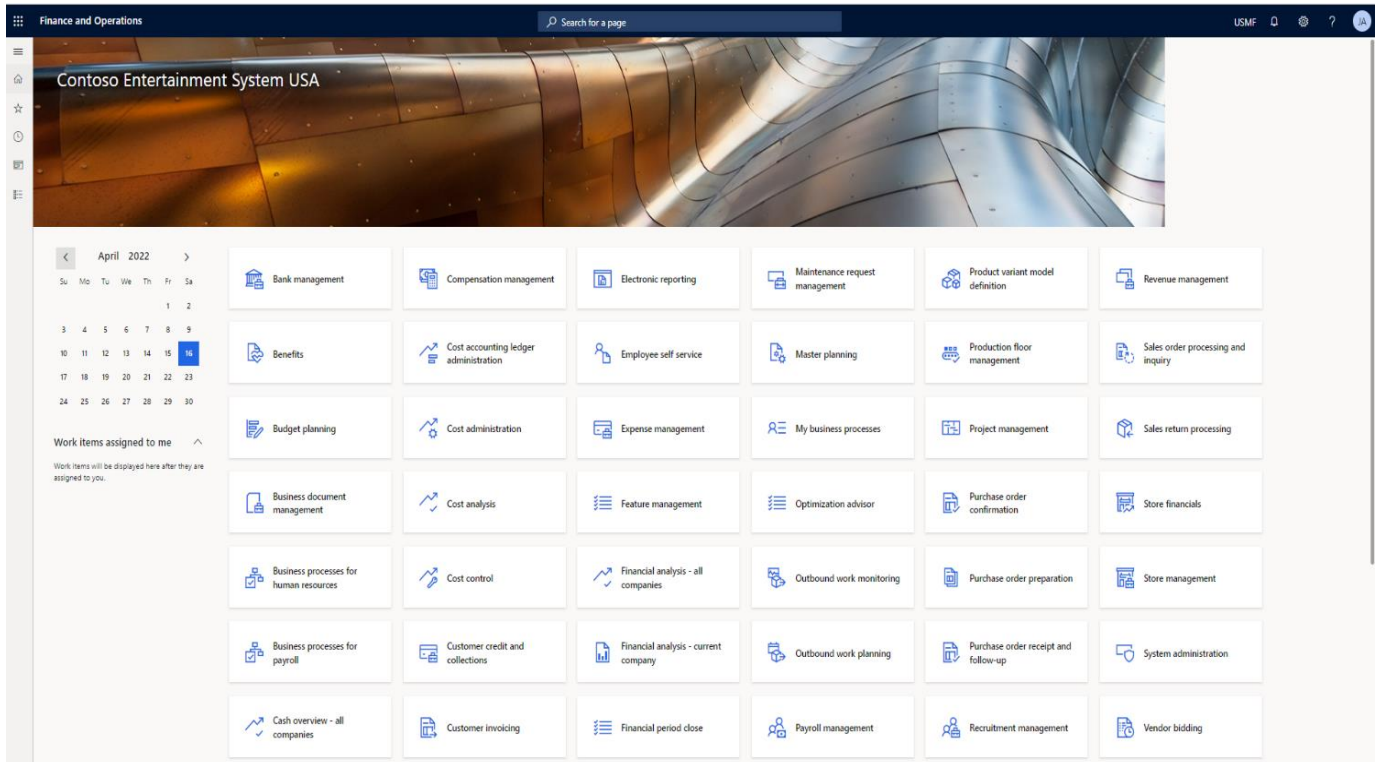 Finance and Operations
Search for a page
USMF
?
JA
Contoso Entertainment System USA
April 2022
Su Mo Tu We Th Fr Sa
1 2
3 4 5 6 7 8 9
10 11 12 13 14 15 16
17 18 19 20 21 22 23
24 25 26 27 28 29 30
Work items assigned to me
Work items will be displayed here after they are
assigned to you.
Bank management
Compensation management
Electronic reporting
Maintenance request
management
Product variant model
definition
Revenue management
Benefits
Cost accounting ledger
administration
Employee self service
Master planning
Production floor
management
Sales order processing and
inquiry
Budget planning
Cost administration
Expense management
My business processes
Project management
Sales return processing
Business document
management
Cost analysis
Feature management
Optimization advisor
Purchase order
confirmation
Store financials
Business processes for
human resources
Cost control
Financial analysis - all
companies
Outbound work monitoring
Purchase order preparation
Store management
Business processes for
payroll
Customer credit and
collections
Financial analysis - current
company
Outbound work planning
Purchase order receipt and
follow-up
System administration
Cash overview - all
companies
Customer invoicing
Financial period close
Payroll management
Recruitment management
Vendor bidding